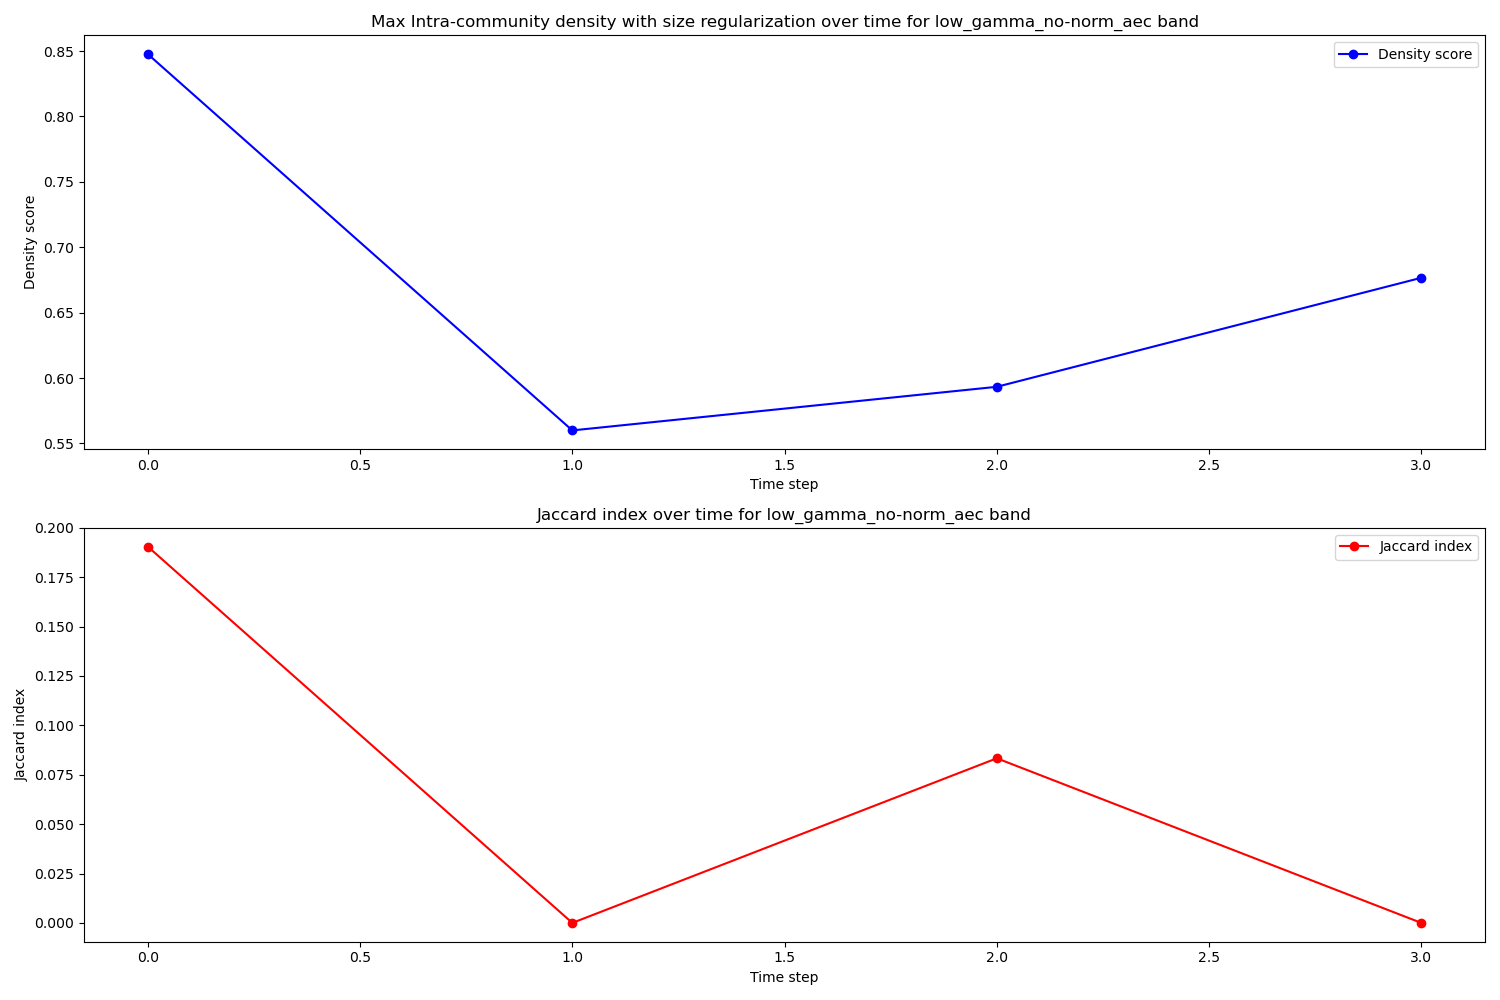 Max Intra-community density with size regularization over time for low_gamma_no-norm_aec band
Density score
0.85
0.80
0.75
0.70
0.65
0.60
0.55
Density score
0.0 0.5 1.0 1.5 2.0 2.5 3.0
Time step
Jaccard index over time for low_gamma_no-norm_aec band
Jaccard index
0.200
0.175
0.150
0.125
0.100
0.075
0.050
0.025
0.000
Jaccard index
0.0 0.5 1.0 1.5 2.0 2.5 3.0
Time step